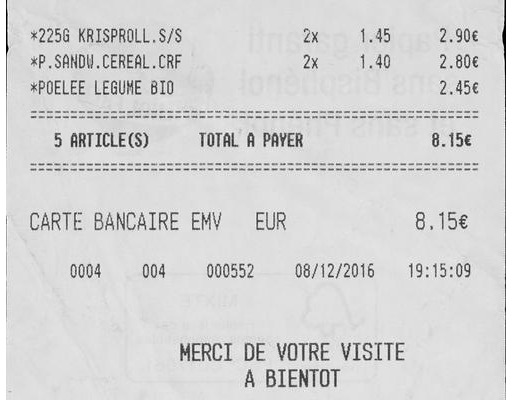 *225G KRISPROLL.S/S 2x 1.45 2.90€
*P.SANDW.CEREAL.CRF 2x 1.40 2.80€
*POELEE LEGUME BIO 2.45€
5 ARTICLE(S) TOTAL A PAYER 8.15€
CARTE BANCAIRE EMV EUR 8.15€
0004 004 000552 08/12/2016 19:15:09
MERCI DE VOTRE VISITE
A BIENTOT